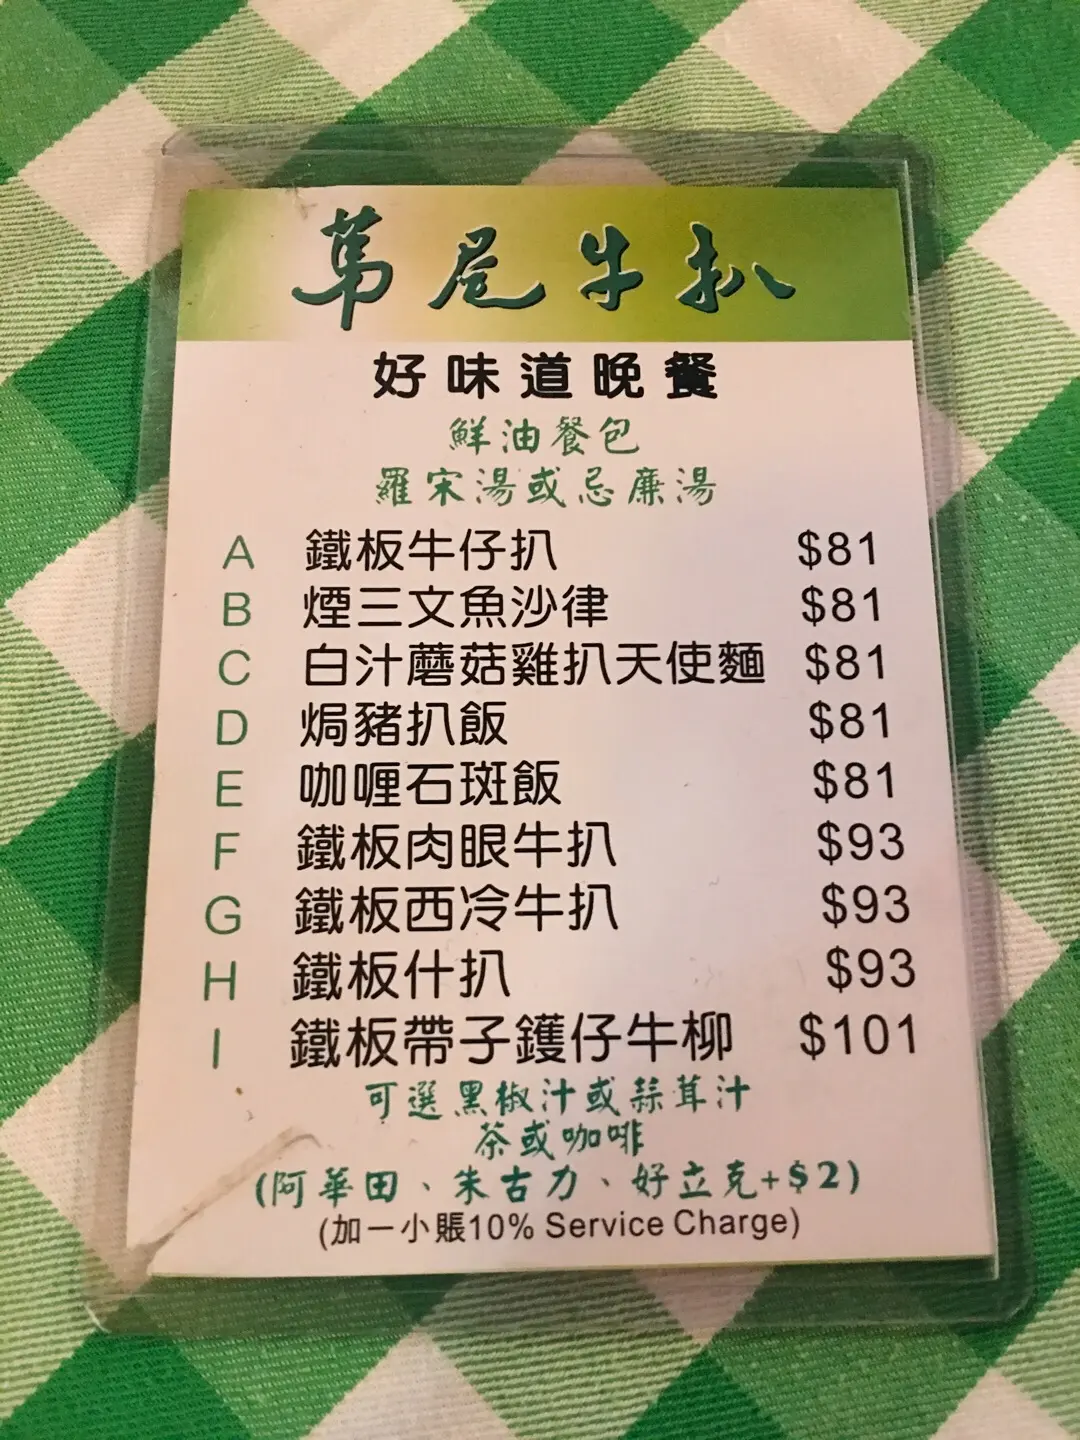 第尼牛扒
好味道晚餐
鮮油餐包
羅宋湯或忌廉湯
A 鐵板牛仔扒 $81
B 煙三文魚沙律 $81
C 白汁蘑菇雞扒天使麵 $81
D 焗豬扒飯 $81
E 咖喱石斑飯 $81
F 鐵板肉眼牛扒 $93
G 鐵板西冷牛扒 $93
H 鐵板什扒 $93
I 鐵板帶子鑊仔牛柳 $101
可選黑椒汁或蒜茸汁
茶或咖啡
(阿華田、朱古力、好立克+$2)
(加一小賬10% Service Charge)